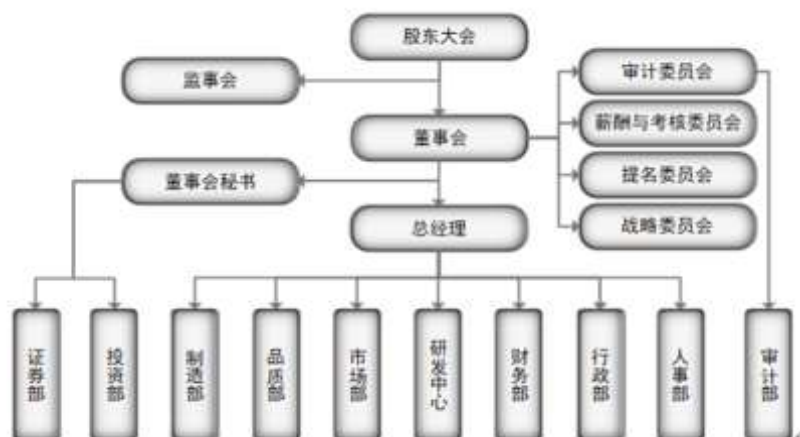 股东大会
监事会
审计委员会
董事会
薪酬与考核委员会
董事会秘书
提名委员会
总经理
战略委员会
证券部
投资部
制造部
品质部
市场部
研发中心
财务部
行政部
人事部
审计部